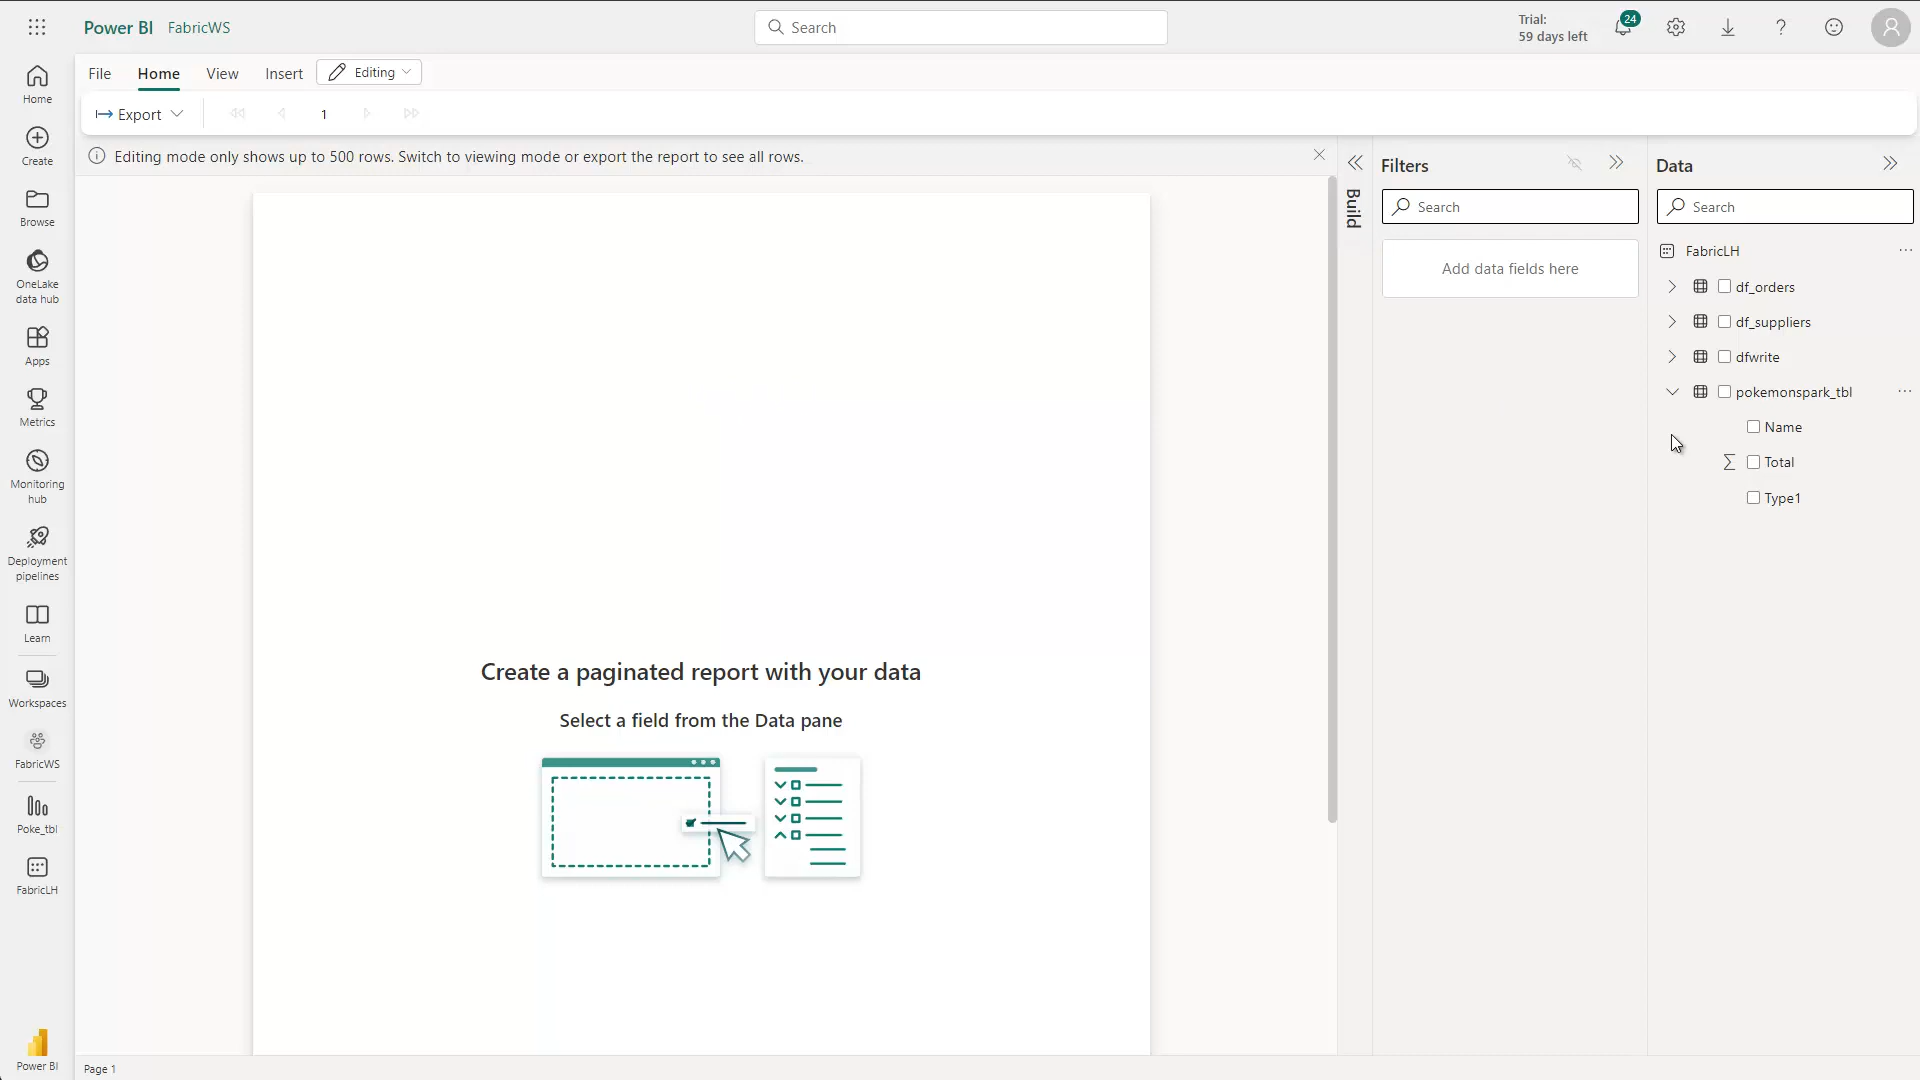 Power BI FabricWS
Search
Trial:
59 days left
24
File Home View Insert Editing
Export
1
Editing mode only shows up to 500 rows. Switch to viewing mode or export the report to see all rows.
Home
Create
Browse
OneLake
data hub
Apps
Metrics
Monitoring
hub
Deployment
pipelines
Learn
Workspaces
FabricWS
Poke_tbl
FabricLH
Power BI
Create a paginated report with your data
Select a field from the Data pane
Build
Filters
Search
Add data fields here
Data
Search
FabricLH
df_orders
df_suppliers
dfwrite
pokemonspark_tbl
Name
Total
Type1
Page 1